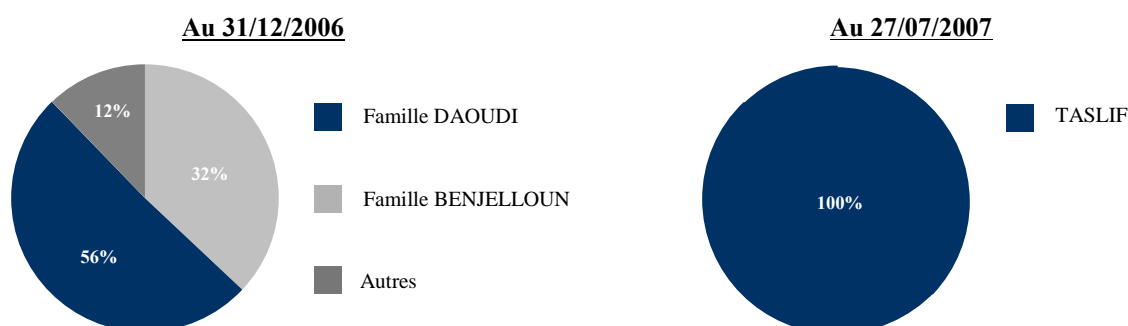 Au 31/12/2006
12%
32%
56%
Famille DAOUDI
Famille BENJELLOUN
Autres
Au 27/07/2007
100%
TASLIF